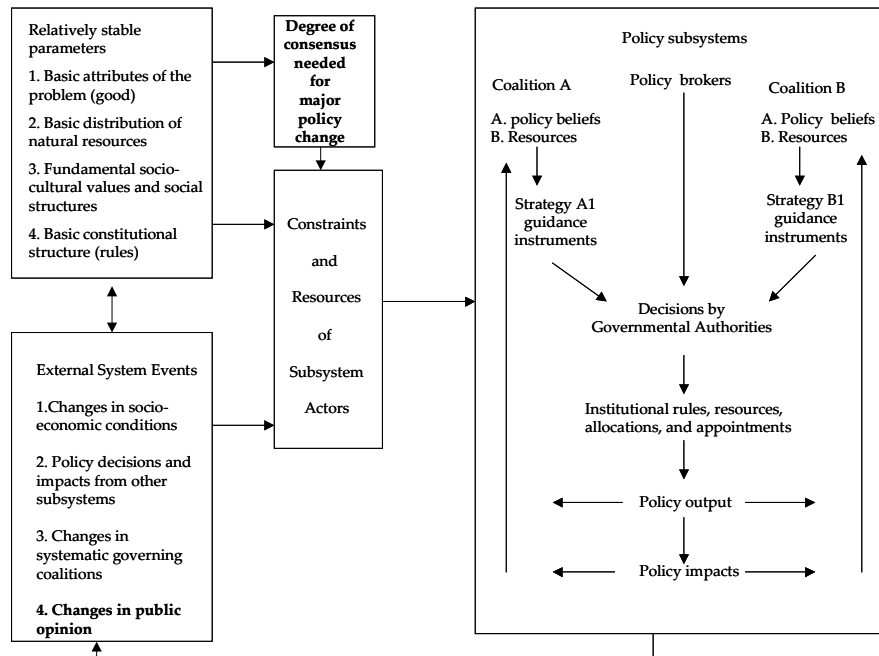 Relatively stable
parameters
1. Basic attributes of the
problem (good)
2. Basic distribution of
natural resources
3. Fundamental socio-
cultural values and social
structures
4. Basic constitutional
structure (rules)
Degree of
consensus
needed
for
major
policy
change
External System Events
1.Changes in socio-
economic conditions
2. Policy decisions and
impacts from other
subsystems
3. Changes in
systematic governing
coalitions
4. Changes in public
opinion
Constraints
and
Resources
of
Subsystem
Actors
Policy subsystems
Coalition A
A. policy beliefs
B. Resources
Strategy A1
guidance
instruments
Policy brokers
Coalition B
A. Policy beliefs
B. Resources
Strategy B1
guidance
instruments
Decisions by
Governmental Authorities
Institutional rules, resources,
allocations, and appointments
Policy output
Policy impacts